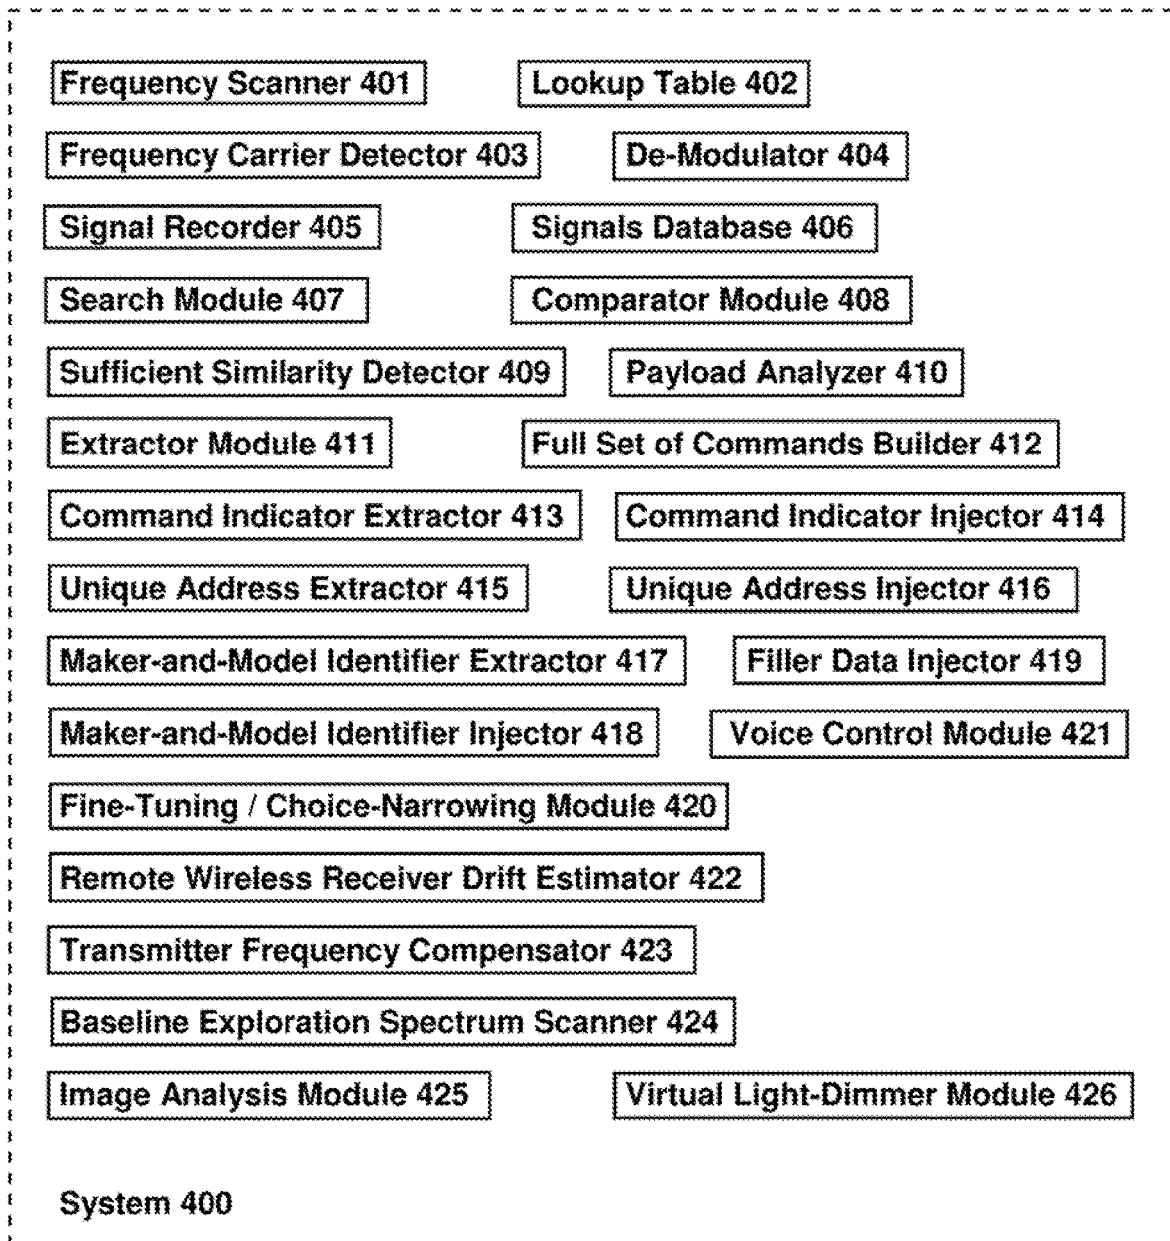 Frequency Scanner 401
Lookup Table 402
Frequency Carrier Detector 403
De-Modulator 404
Signal Recorder 405
Signals Database 406
Search Module 407
Comparator Module 408
Sufficient Similarity Detector 409
Payload Analyzer 410
Extractor Module 411
Full Set of Commands Builder 412
Command Indicator Extractor 413
Command Indicator Injector 414
Unique Address Extractor 415
Unique Address Injector 416
Maker-and-Model Identifier Extractor 417
Filler Data Injector 419
Maker-and-Model Identifier Injector 418
Voice Control Module 421
Fine-Tuning / Choice-Narrowing Module 420
Remote Wireless Receiver Drift Estimator 422
Transmitter Frequency Compensator 423
Baseline Exploration Spectrum Scanner 424
Image Analysis Module 425
Virtual Light-Dimmer Module 426
System 400